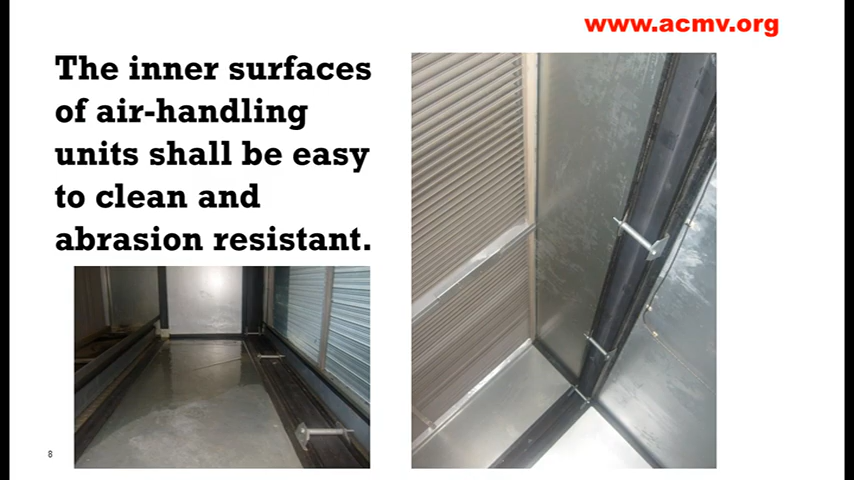 www.acmv.org
The inner surfaces
of air-handling
units shall be easy
to clean and
abrasion resistant.
8